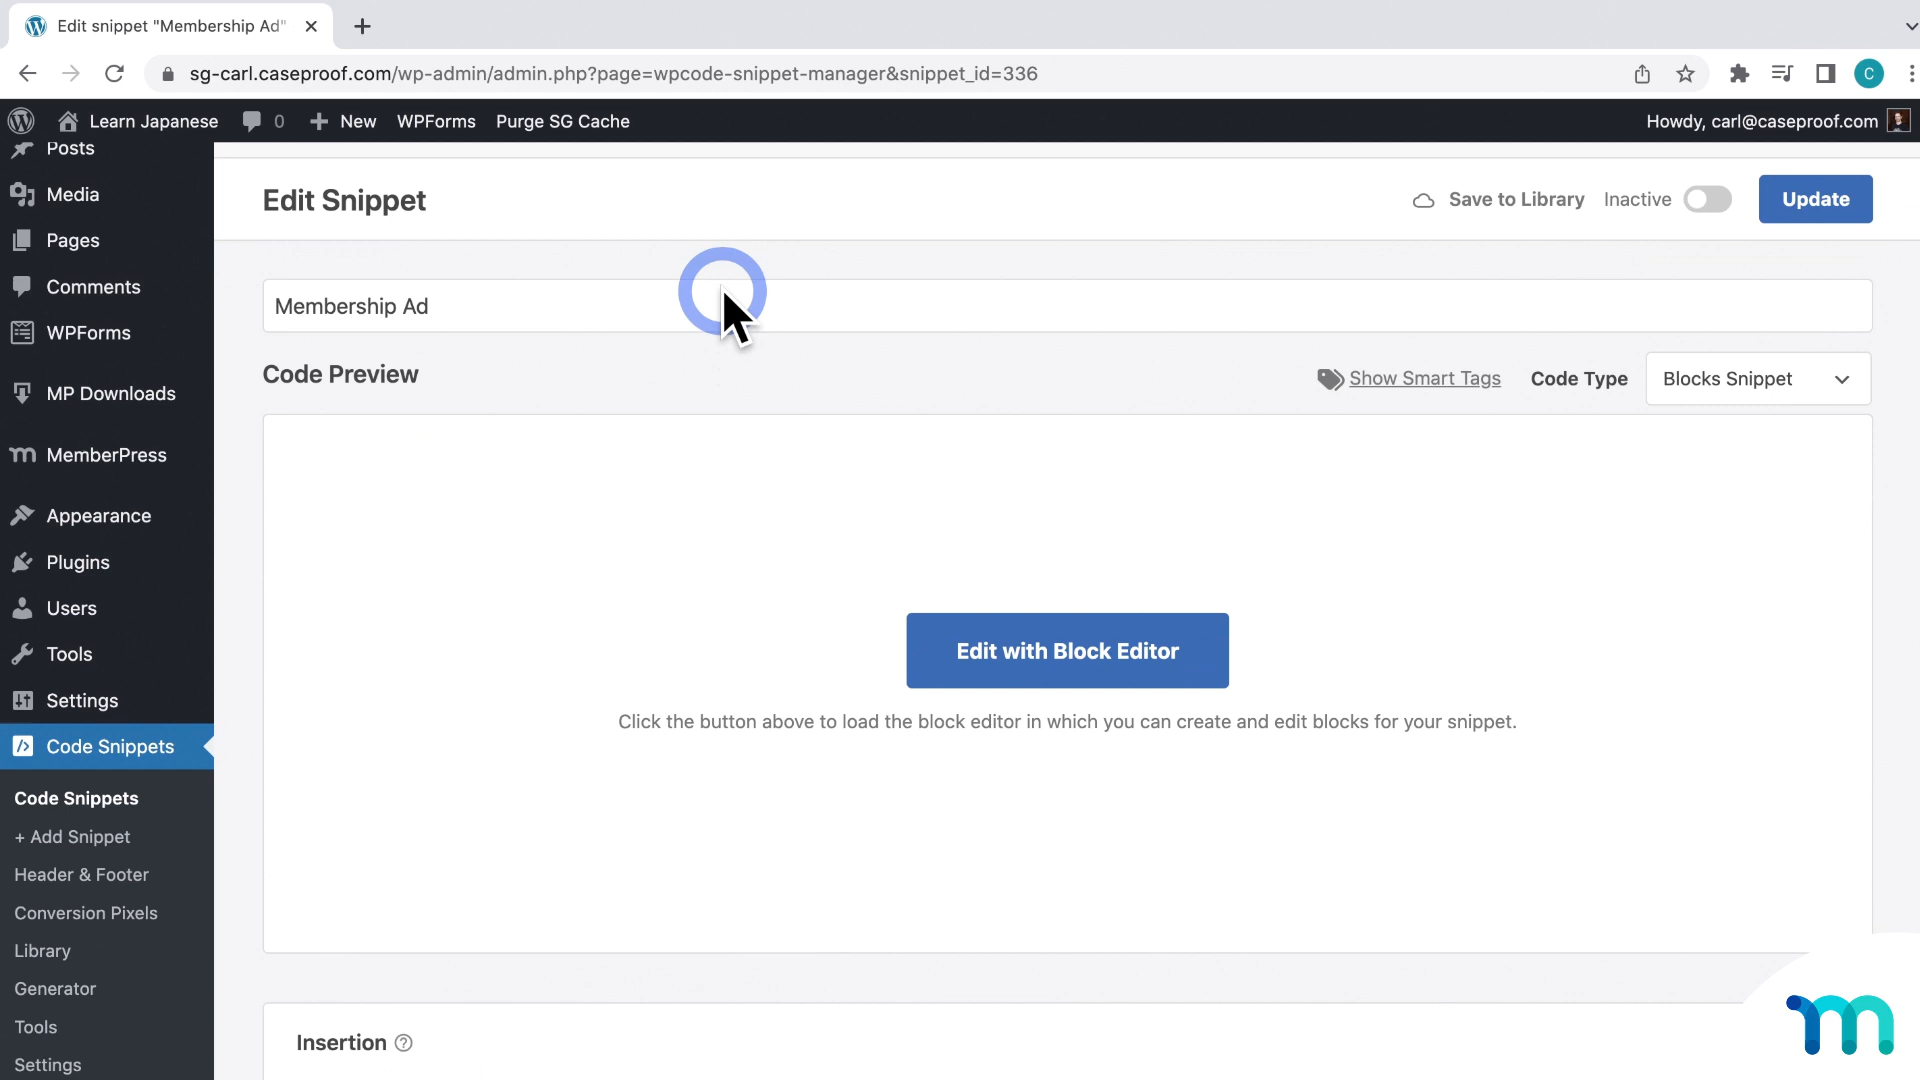 Edit snippet "Membership Ad"
sg-carl.caseproof.com/wp-admin/admin.php?page=wpcode-snippet-manager&snippet_id=336
C
Learn Japanese 0 New WPForms Purge SG Cache Howdy, carl@caseproof.com
Posts
Media
Pages
Comments
WPForms
MP Downloads
MemberPress
Appearance
Plugins
Users
Tools
Settings
Code Snippets
Code Snippets
+ Add Snippet
Header & Footer
Conversion Pixels
Library
Generator
Tools
Settings
Edit Snippet
Save to Library Inactive Update
Membership Ad
Code Preview
Show Smart Tags Code Type Blocks Snippet
Edit with Block Editor
Click the button above to load the block editor in which you can create and edit blocks for your snippet.
Insertion ?
m